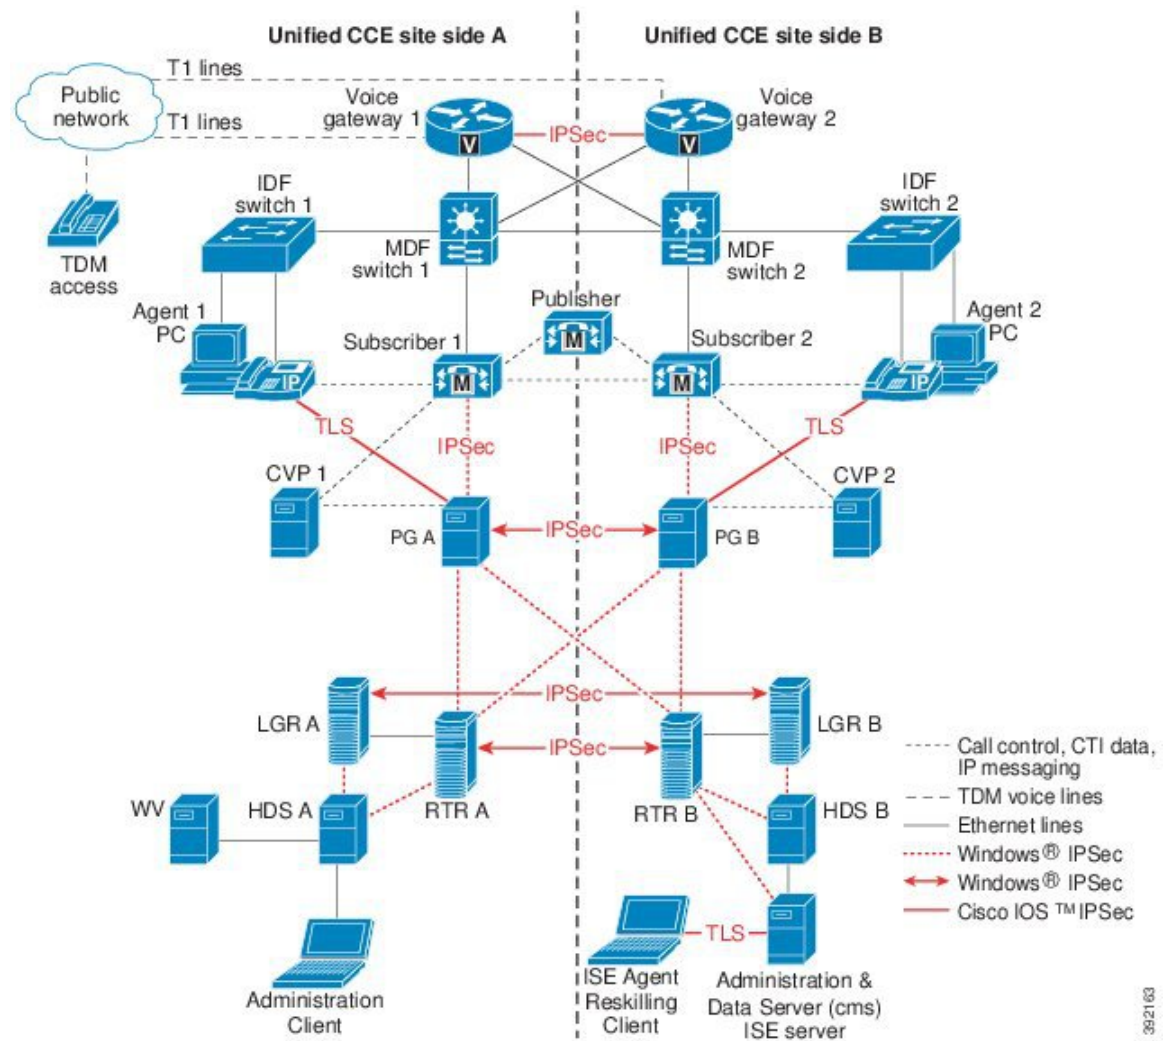 Unified CCE site side A
Unified CCE site side B
T1 lines
Public
network
T1 lines
Voice
gateway 1
V
IPSec
Voice
gateway 2
V
IDF
switch 1
IDF
switch 2
TDM
access
MDF
switch 1
MDF
switch 2
Publisher
M
Agent 1
PC
Subscriber 1
Subscriber 2
Agent 2
PC
IP
M
M
IP
TLS
IPSec
IPSec
TLS
CVP 1
CVP 2
PG A
IPSec
PG B
LGR A
IPSec
LGR B
IPSec
WV
HDS A
RTR A
RTR B
HDS B
Call control, CTI data,
IP messaging
TDM voice lines
Ethernet lines
Windows® IPSec
Windows® IPSec
Cisco IOS ™ IPSec
TLS
Administration
Client
ISE Agent
Reskilling
Client
Administration &
Data Server (cms)
ISE server
392163